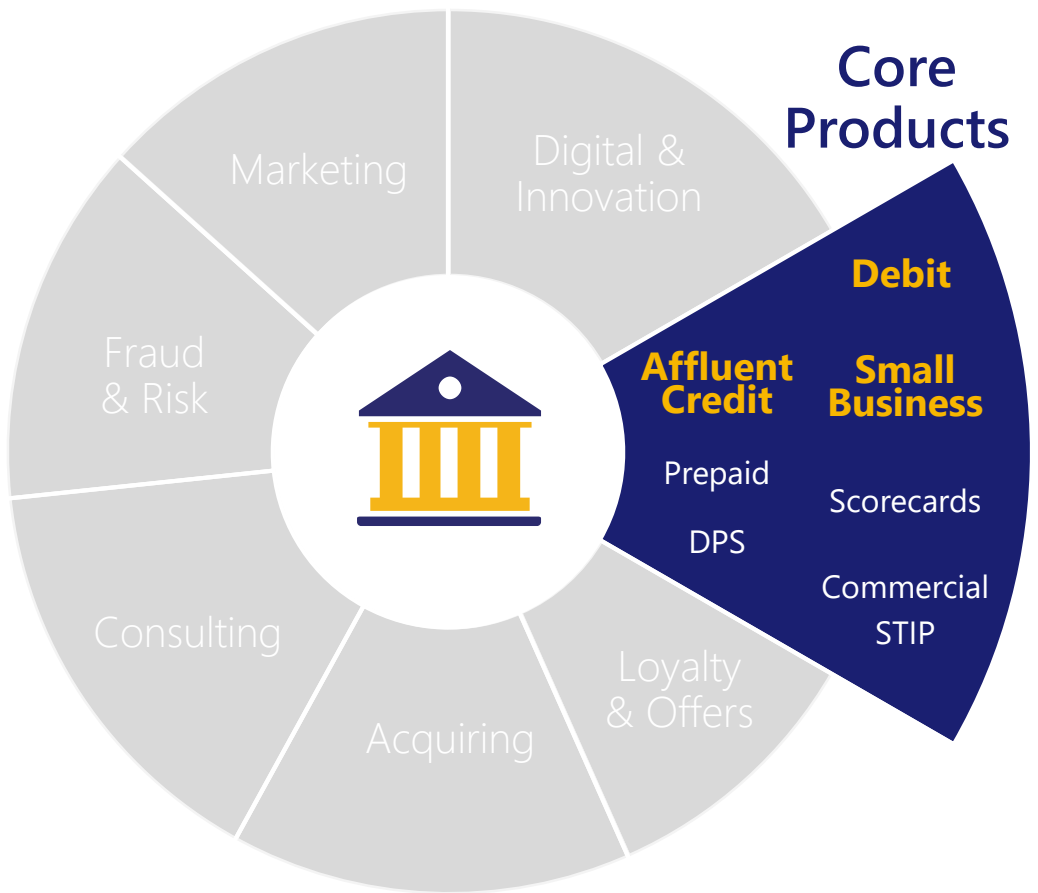 Core
Products
Marketing
Digital &
Innovation
Debit
Affluent
Credit
Small
Business
Fraud
& Risk
Prepaid
Scorecards
DPS
Commercial
STIP
Consulting
Loyalty
& Offers
Acquiring